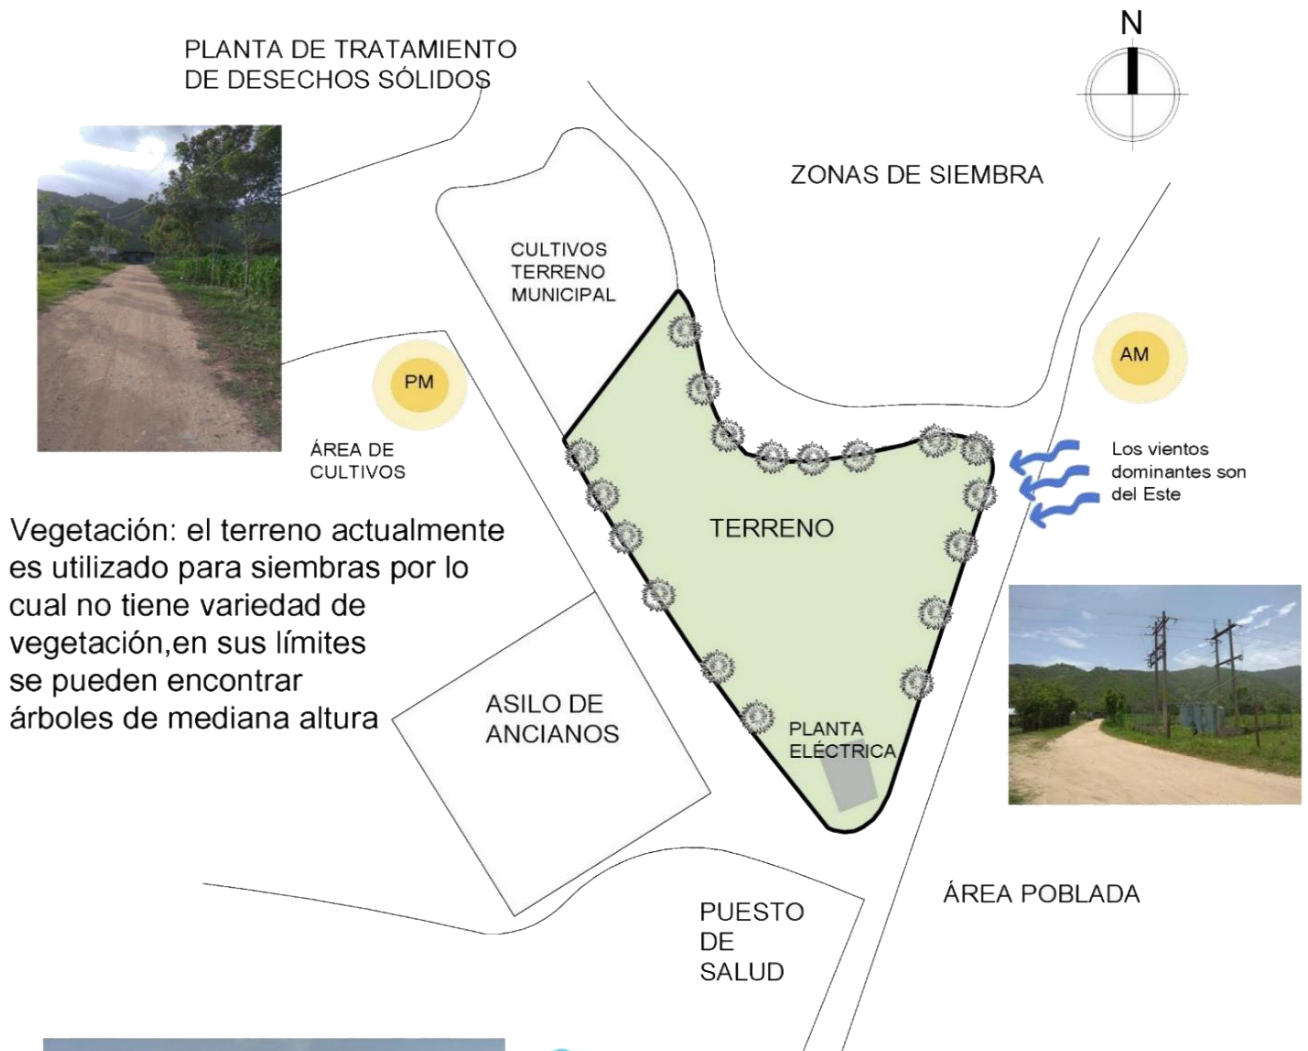 N
PLANTA DE TRATAMIENTO
DE DESECHOS SÓLIDOS
ZONAS DE SIEMBRA
CULTIVOS
TERRENO
MUNICIPAL
AM
PM
ÁREA DE
CULTIVOS
Los vientos
dominantes son
del Este
Vegetación: el terreno actualmente
es utilizado para siembras por lo
cual no tiene variedad de
vegetación,en sus límites
se pueden encontrar
árboles de mediana altura
TERRENO
ASILO DE
ANCIANOS
PLANTA
ELÉCTRICA
ÁREA POBLADA
PUESTO
DE
SALUD